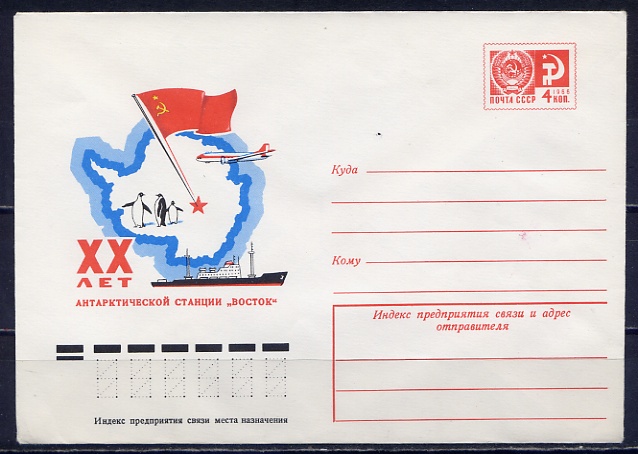 ПОЧТА СССР 4 1966 КОП.
Куда
XX
ЛЕТ
АНТАРКТИЧЕСКОЙ СТАНЦИИ „ВОСТОК“
Кому
Индекс предприятия связи и адрес
отправителя
Индекс предприятия связи места назначения